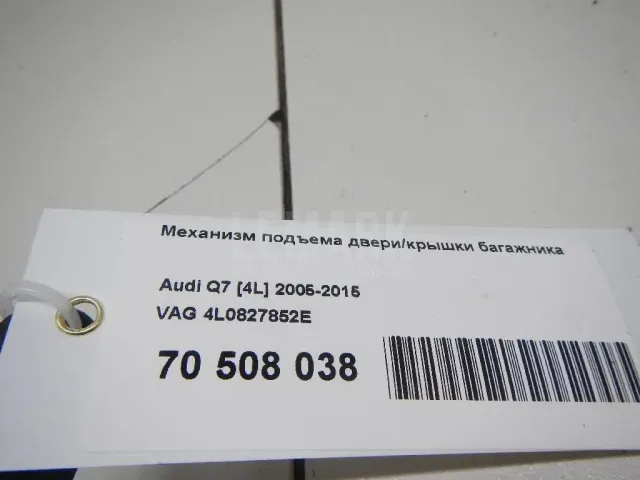 Механизм подъема двери/крышки багажника
Audi Q7 [4L] 2005-2015
VAG 4L0827852E
70 508 038